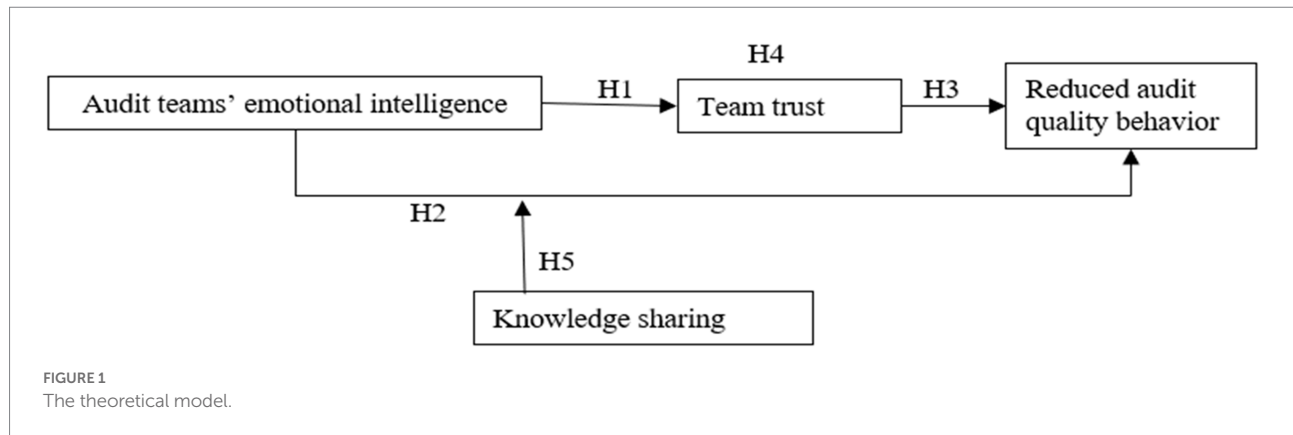 H4
Audit teams' emotional intelligence
H1
Team trust
H3
Reduced audit
quality behavior
H2
H5
Knowledge sharing
FIGURE 1
The theoretical model.